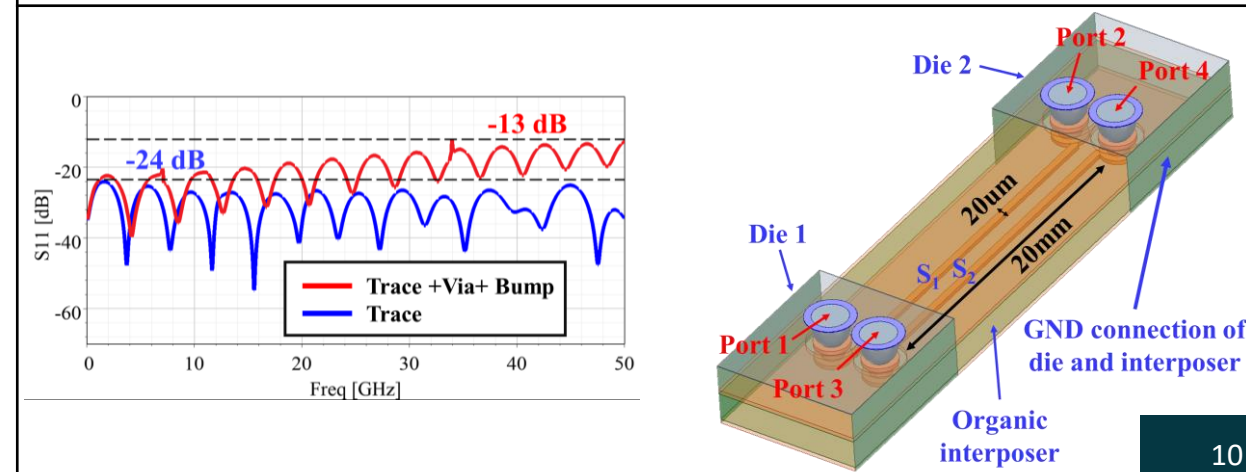 0
-20
-40
-60
S11 [dB]
-24 dB
-13 dB
Trace +Via+ Bump
Trace
0
10
20
30
40
50
Freq [GHz]
Port 2
Die 2
Port 4
20um
20mm
Die 1
S1 S2
Port 1
Port 3
GND connection of
die and interposer
Organic
interposer
10